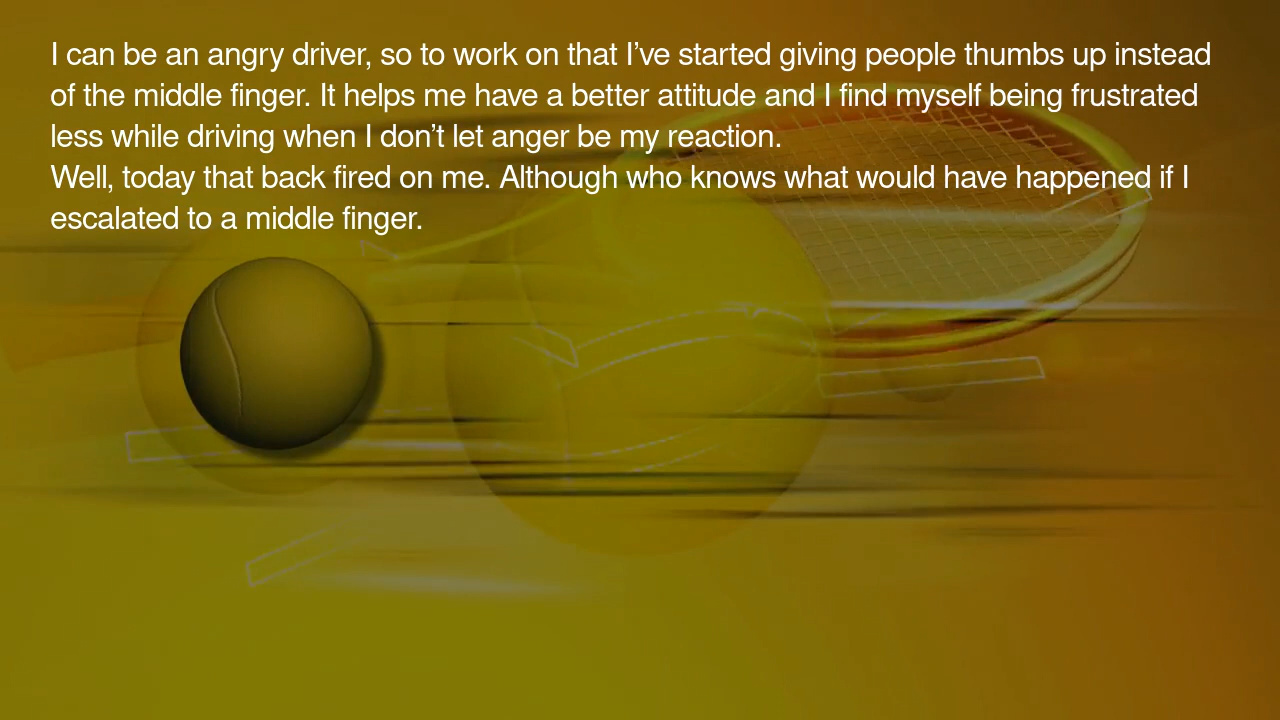 I can be an angry driver, so to work on that I’ve started giving people thumbs up instead
of the middle finger. It helps me have a better attitude and I find myself being frustrated
less while driving when I don’t let anger be my reaction.
Well, today that back fired on me. Although who knows what would have happened if I
escalated to a middle finger.